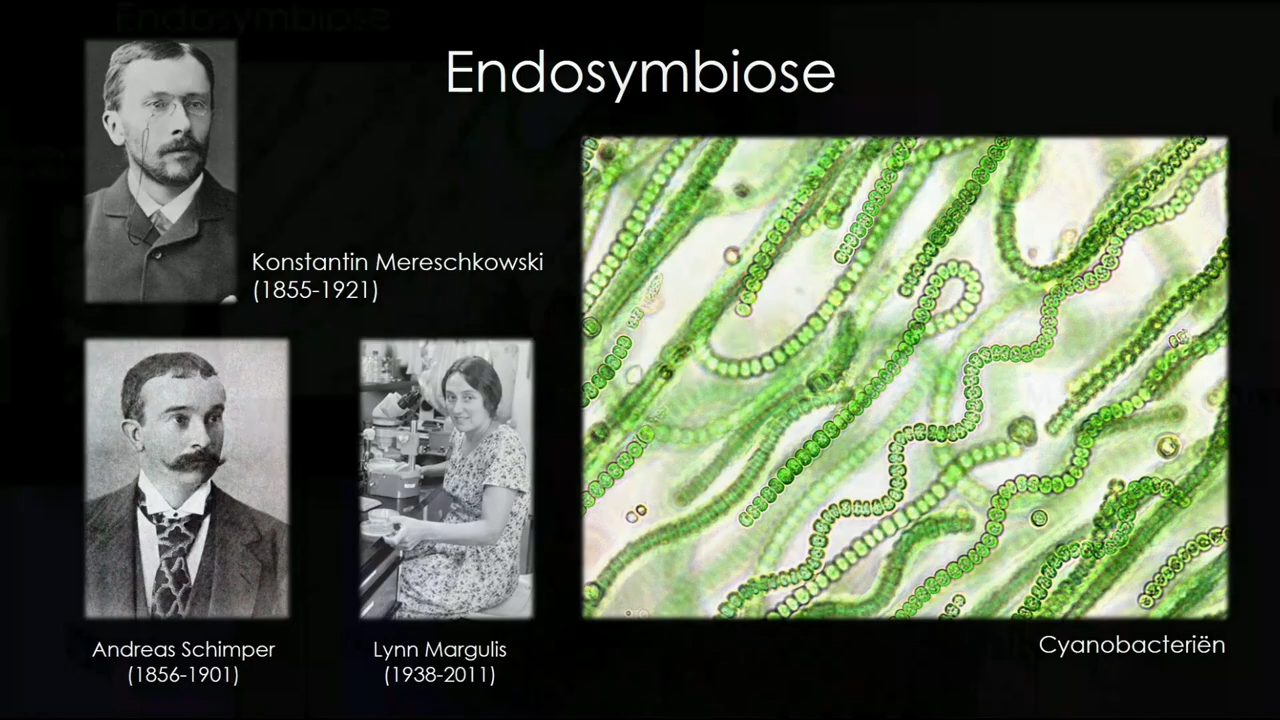 Endosymbiose
Konstantin Mereschkowski
(1855-1921)
Andreas Schimper
(1856-1901)
Lynn Margulis
(1938-2011)
Cyanobacteriën